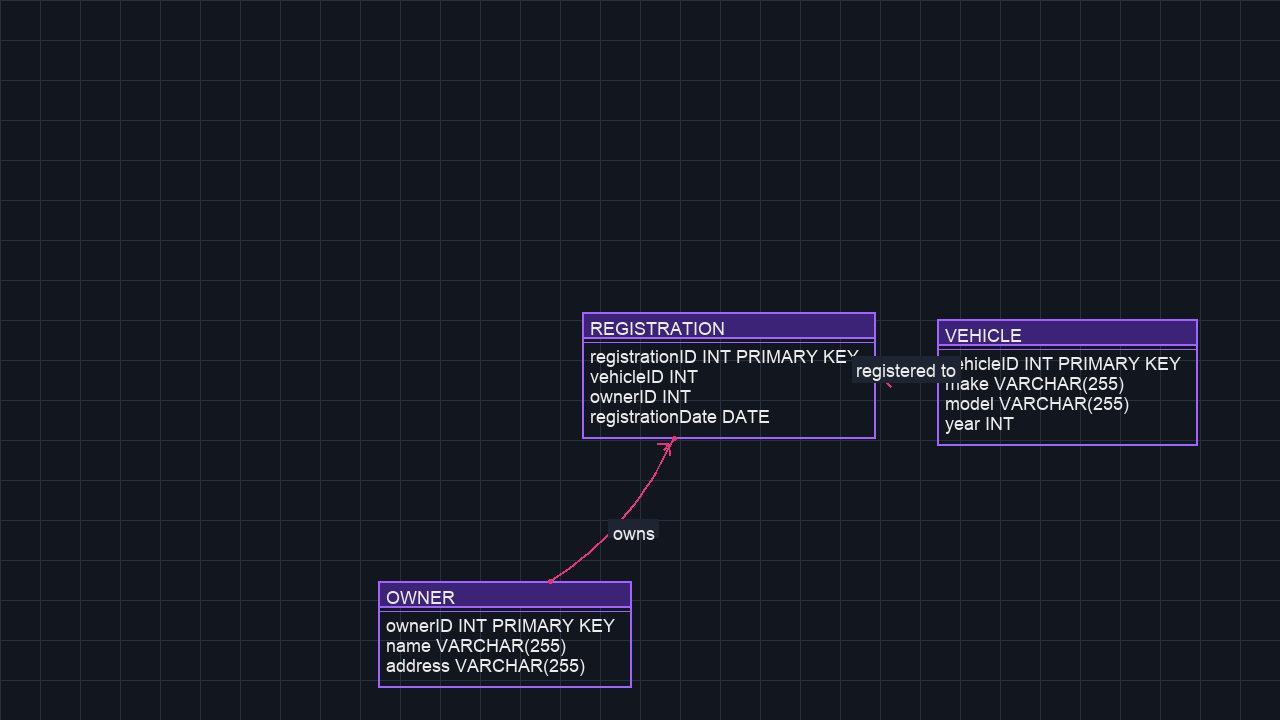 REGISTRATION
registrationID INT PRIMARY KEY
vehicleID INT
ownerID INT
registrationDate DATE
registered to
VEHICLE
vehicleID INT PRIMARY KEY
make VARCHAR(255)
model VARCHAR(255)
year INT
owns
OWNER
ownerID INT PRIMARY KEY
name VARCHAR(255)
address VARCHAR(255)